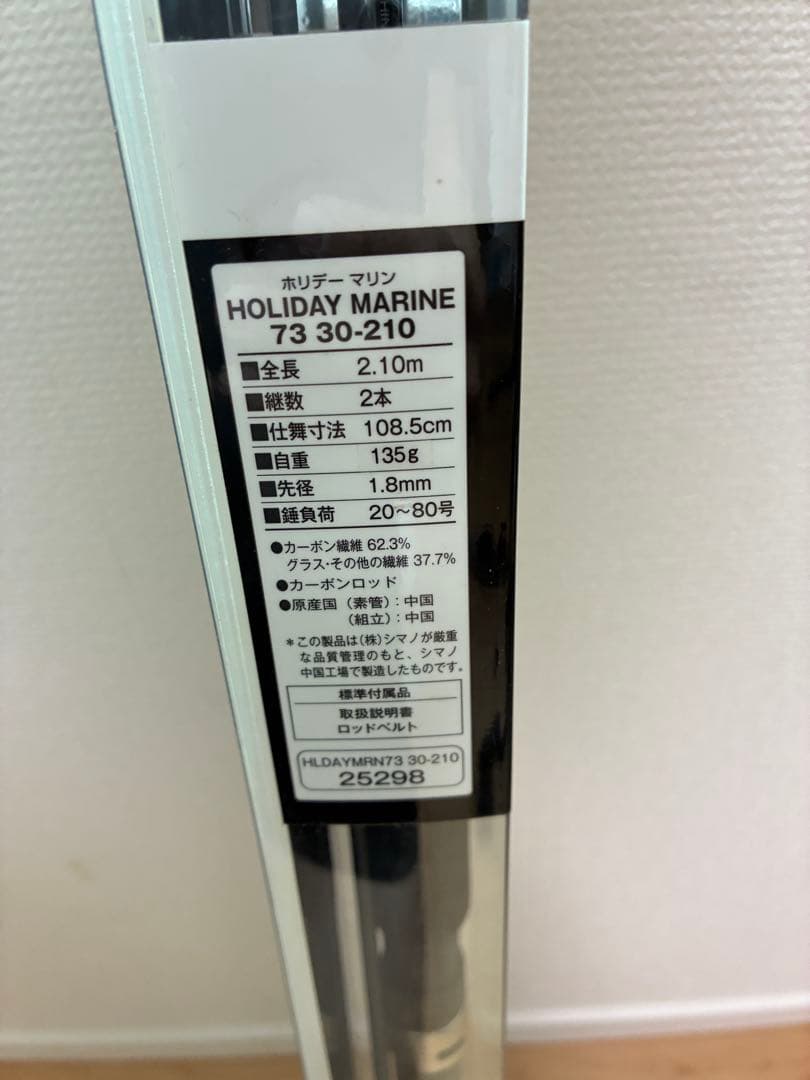 ホリデー マリン
HOLIDAY MARINE
73 30-210
■全長 2.10m
■継数 2本
■仕舞寸法 108.5cm
■自重 135g
■先径 1.8mm
■錘負荷 20〜80号
●カーボン繊維 62.3%
グラス・その他の繊維 37.7%
●カーボンロッド
●原産国（素管）：中国
（組立）：中国
＊この製品は（株）シマノが厳重
な品質管理のもと、シマノ
中国工場で製造したものです。
標準付属品
取扱説明書
ロッドベルト
HLDAYMRN73 30-210
25298